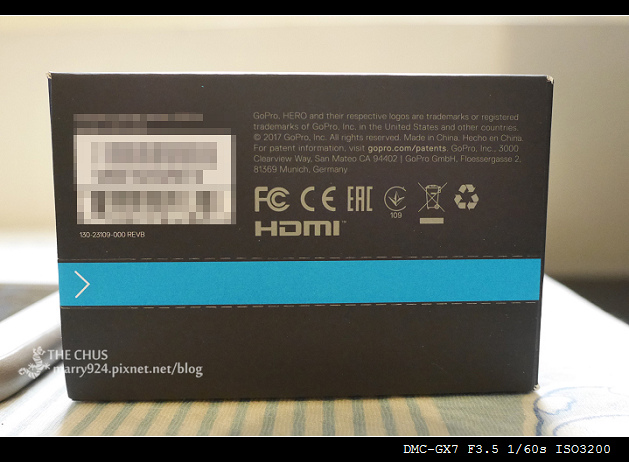 GoPro, HERO and their respective logos are trademarks or registered
trademarks of GoPro, Inc. in the United States and other countries.
© 2017 GoPro, Inc. All rights reserved. Made in China. Hecho en China.
For patent information, visit gopro.com/patents. GoPro, Inc., 3000
Clearview Way, San Mateo CA 94402 | GoPro GmbH, Floessergasse 2,
81369 Munich, Germany
FC CE EAC
109
HDMI™
130-23109-000 REVB
THE CHUS
marry924.pixnet.net/blog
DMC-GX7 F3.5 1/60s ISO3200